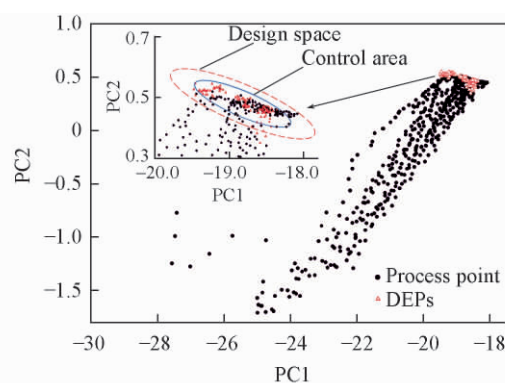 1.0
0.5
0
−0.5
−1.0
−1.5
PC2
0.7
0.5
0.3
PC2
Design space
Control area
−20.0 −19.0 −18.0
PC1
Process point
DEPs
−30 −28 −26 −24 −22 −20 −18
PC1